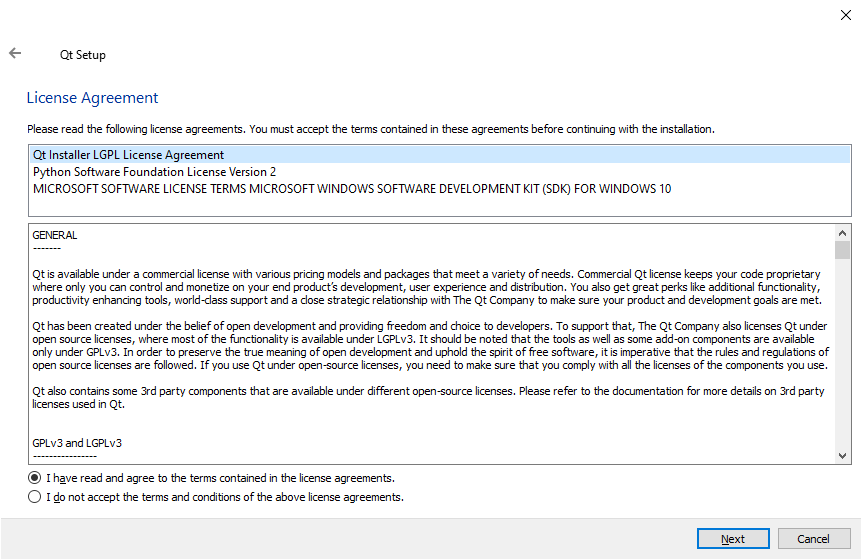 Qt Setup
License Agreement
Please read the following license agreements. You must accept the terms contained in these agreements before continuing with the installation.
Qt Installer LGPL License Agreement
Python Software Foundation License Version 2
MICROSOFT SOFTWARE LICENSE TERMS MICROSOFT WINDOWS SOFTWARE DEVELOPMENT KIT (SDK) FOR WINDOWS 10
GENERAL
-------
Qt is available under a commercial license with various pricing models and packages that meet a variety of needs. Commercial Qt license keeps your code proprietary
where only you can control and monetize on your end product's development, user experience and distribution. You also get great perks like additional functionality,
productivity enhancing tools, world-class support and a close strategic relationship with The Qt Company to make sure your product and development goals are met.
Qt has been created under the belief of open development and providing freedom and choice to developers. To support that, The Qt Company also licenses Qt under
open source licenses, where most of the functionality is available under LGPLv3. It should be noted that the tools as well as some add-on components are available
only under GPLv3. In order to preserve the true meaning of open development and uphold the spirit of free software, it is imperative that the rules and regulations of
open source licenses are followed. If you use Qt under open-source licenses, you need to make sure that you comply with all the licenses of the components you use.
Qt also contains some 3rd party components that are available under different open-source licenses. Please refer to the documentation for more details on 3rd party
licenses used in Qt.
GPLv3 and LGPLv3
----------------
I have read and agree to the terms contained in the license agreements.
I do not accept the terms and conditions of the above license agreements.
Next
Cancel